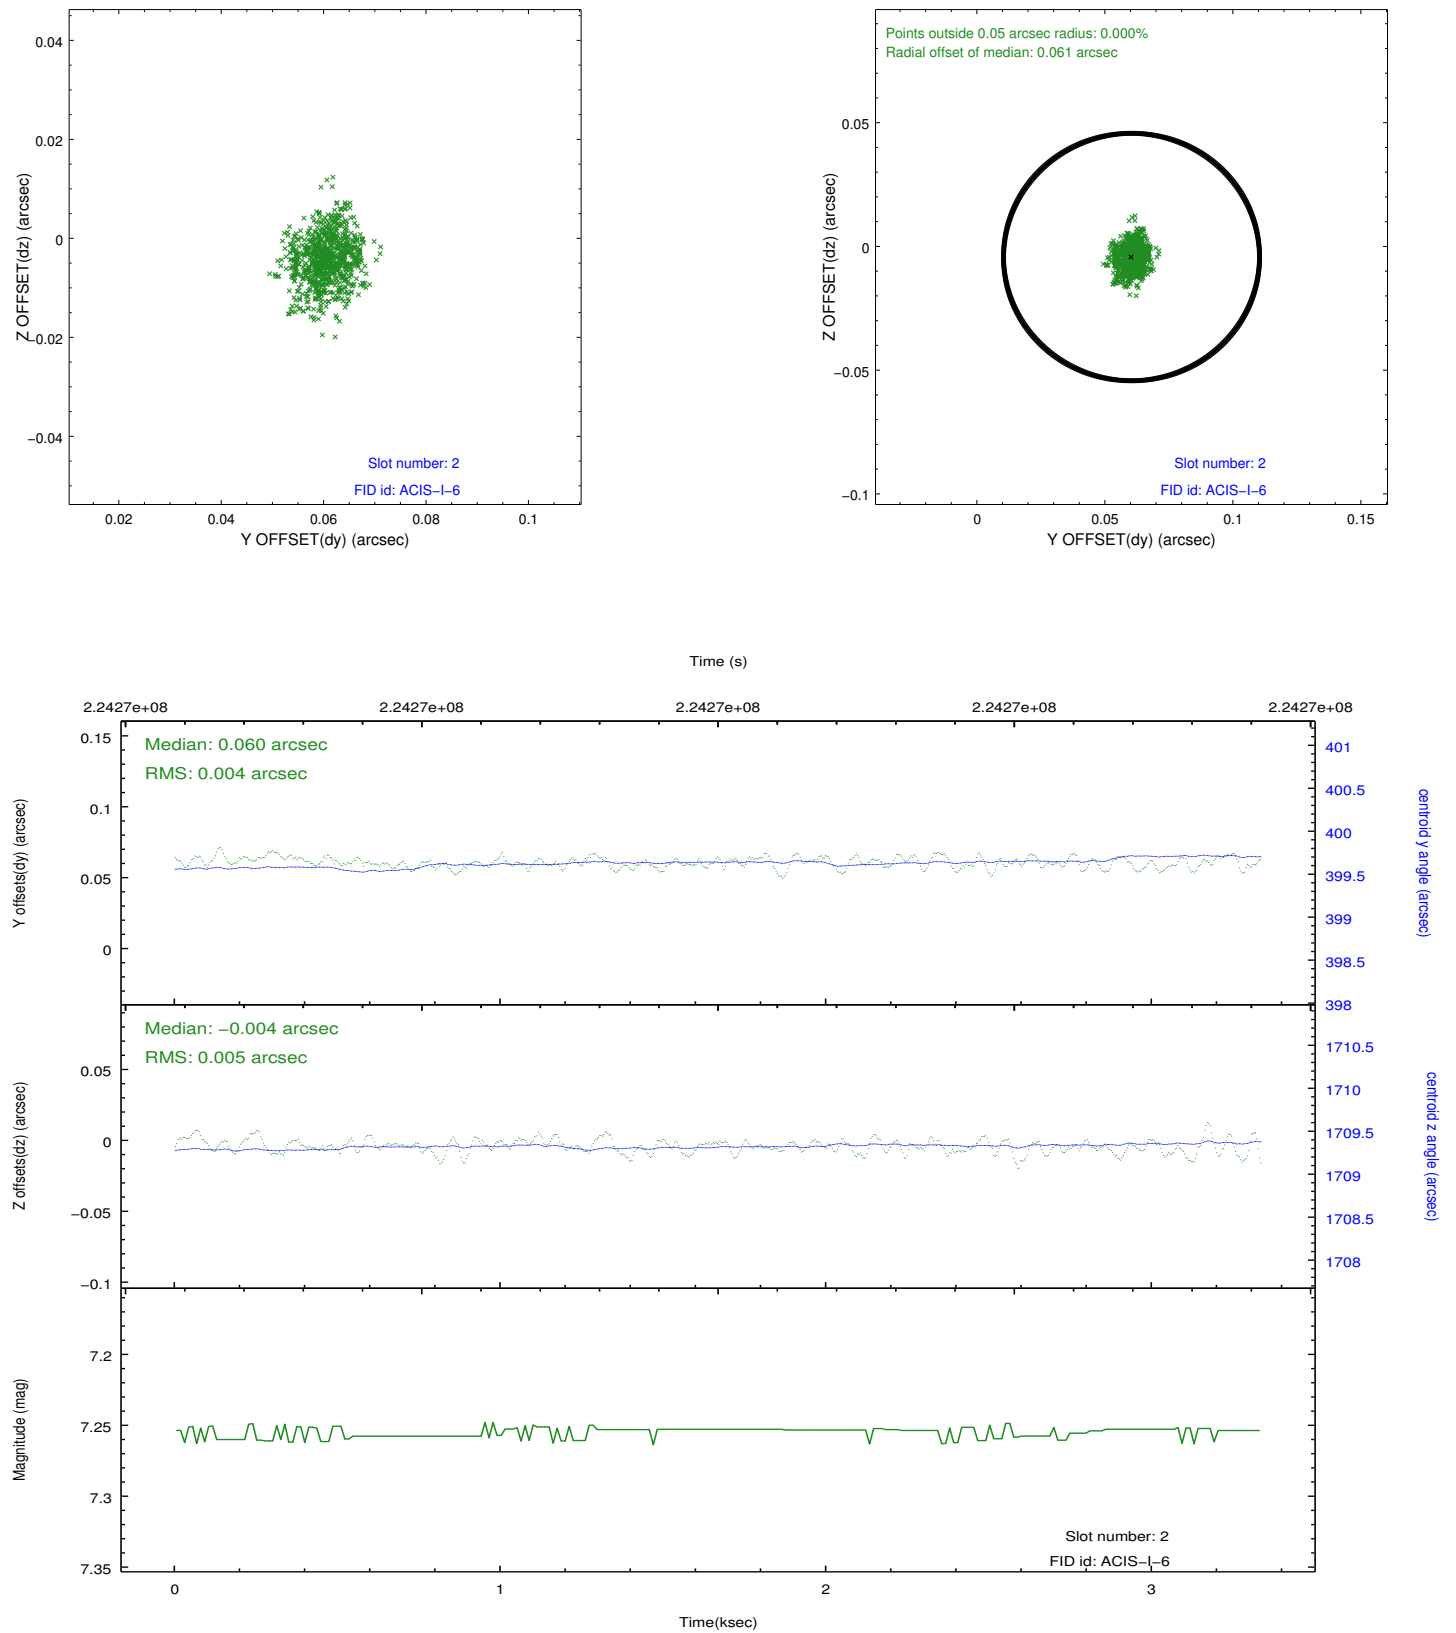 0.04
0.02
0
−0.02
−0.04
Z OFFSET(dz) (arcsec)
Slot number: 2
FID id: ACIS−I−6
0.02
0.04
0.06
0.08
0.1
Y OFFSET(dy) (arcsec)
Points outside 0.05 arcsec radius: 0.000%
Radial offset of median: 0.061 arcsec
0.05
0
−0.05
−0.1
Z OFFSET(dz) (arcsec)
Slot number: 2
FID id: ACIS−I−6
0
0.05
0.1
0.15
Y OFFSET(dy) (arcsec)
Time (s)
2.2427e+08
2.2427e+08
2.2427e+08
2.2427e+08
2.2427e+08
Median: 0.060 arcsec
RMS: 0.004 arcsec
0.15
0.1
0.05
0
Y offsets(dy) (arcsec)
401
400.5
400
399.5
399
398.5
398
centroid y angle (arcsec)
Median: −0.004 arcsec
RMS: 0.005 arcsec
0.05
0
−0.05
−0.1
Z offsets(dz) (arcsec)
1710.5
1710
1709.5
1709
1708.5
1708
centroid z angle (arcsec)
7.2
7.25
7.3
7.35
Magnitude (mag)
Slot number: 2
FID id: ACIS−I−6
0
1
2
3
Time(ksec)